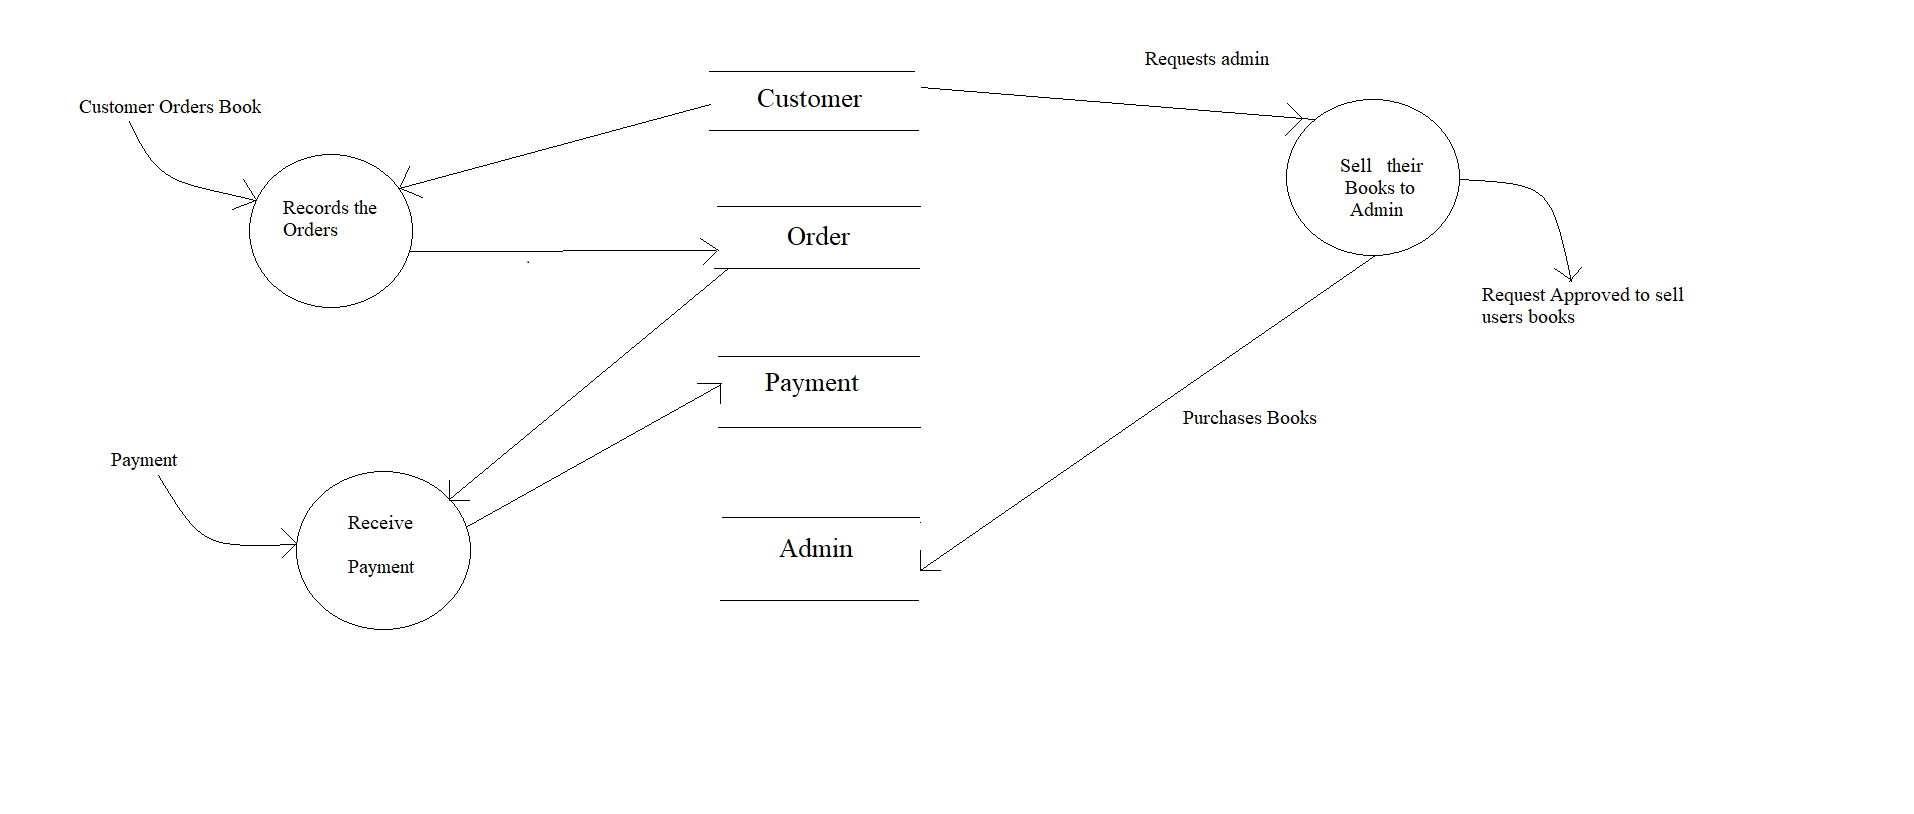 Requests admin
Customer
Customer Orders Book
Sell their
Books to
Admin
Records the
Orders
Order
Request Approved to sell
users books
Payment
Purchases Books
Payment
Receive
Payment
Admin